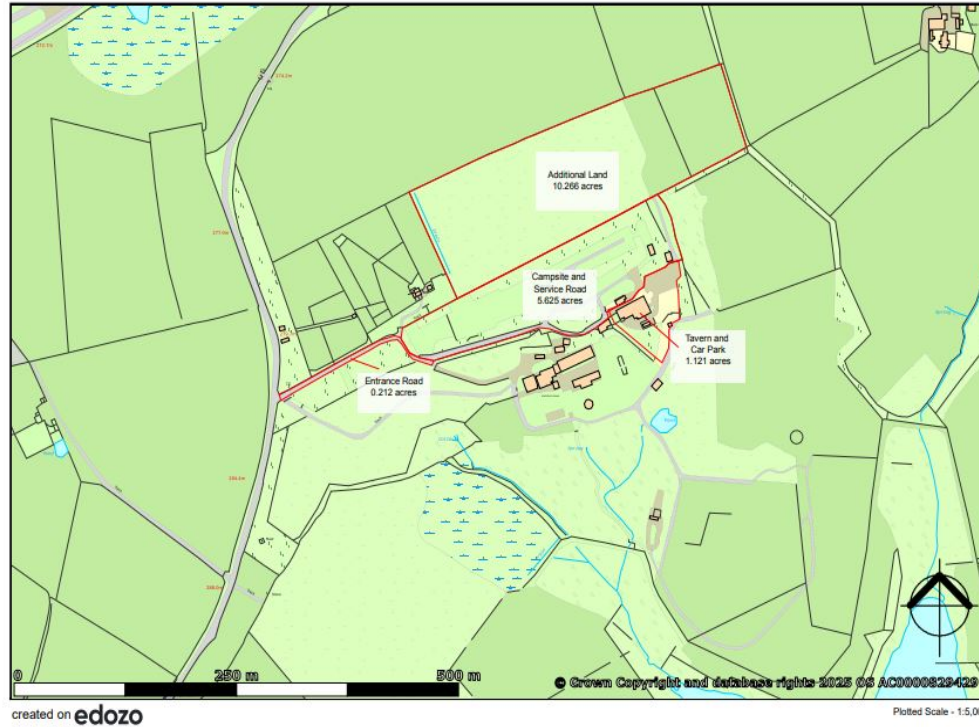 Additional Land
10.266 acres
Campsite and
Service Road
5.625 acres
Tavern and
Car Park
1.121 acres
Entrance Road
0.212 acres
0 250 m 500 m
© Crown Copyright and database rights 2025 OS AC0000829429
created on edozo
Plotted Scale - 1:5,0